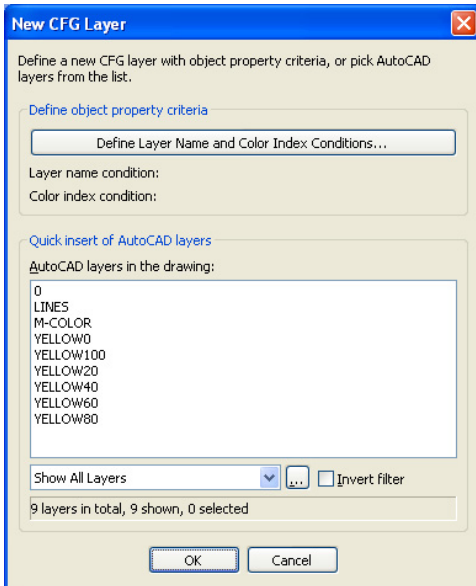 New CFG Layer
Define a new CFG layer with object property criteria, or pick AutoCAD
layers from the list.
Define object property criteria
Define Layer Name and Color Index Conditions...
Layer name condition:
Color index condition:
Quick insert of AutoCAD layers
AutoCAD layers in the drawing:
0
LINES
M-COLOR
YELLOW0
YELLOW100
YELLOW20
YELLOW40
YELLOW60
YELLOW80
Show All Layers ... Invert filter
9 layers in total, 9 shown, 0 selected
OK Cancel